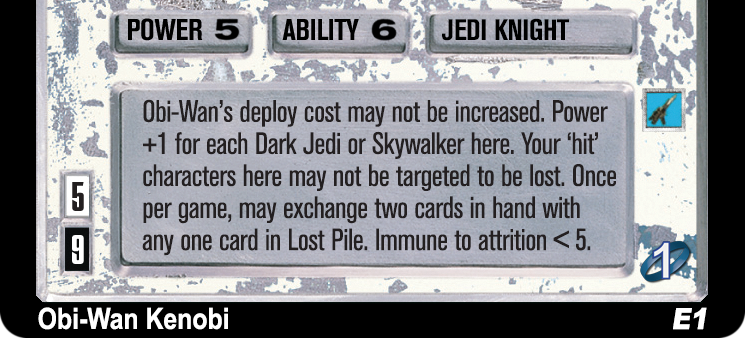 POWER 5 ABILITY 6 JEDI KNIGHT
Obi-Wan's deploy cost may not be increased. Power
+1 for each Dark Jedi or Skywalker here. Your 'hit'
characters here may not be targeted to be lost. Once
per game, may exchange two cards in hand with
any one card in Lost Pile. Immune to attrition < 5.
5
9
1
Obi-Wan Kenobi E1